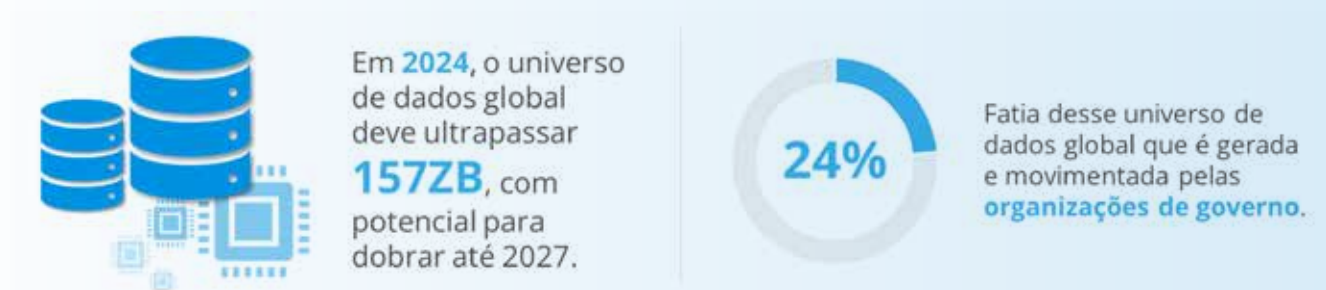 Em 2024, o universo
de dados global
deve ultrapassar
157ZB, com
potencial para
dobrar até 2027.
24%
Fatia desse universo de
dados global que é gerada
e movimentada pelas
organizações de governo.